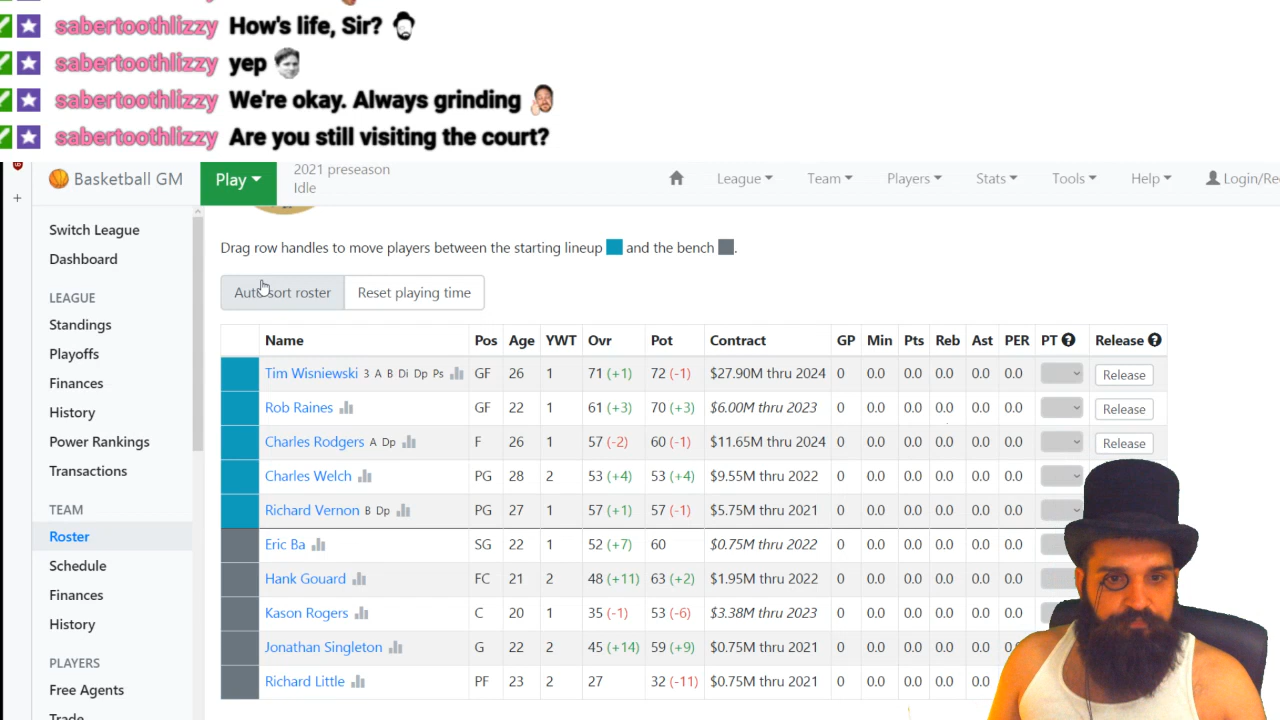 sabertoothlizzy How's life, Sir?
sabertoothlizzy yep
sabertoothlizzy We're okay. Always grinding
sabertoothlizzy Are you still visiting the court?
Basketball GM
Play
2021 preseason
Idle
League Team Players Stats Tools Help Login/Re
Switch League
Dashboard
LEAGUE
Standings
Playoffs
Finances
History
Power Rankings
Transactions
TEAM
Roster
Schedule
Finances
History
PLAYERS
Free Agents
Trade
Drag row handles to move players between the starting lineup and the bench .
Auto sort roster Reset playing time
Name Pos Age YWT Ovr Pot Contract GP Min Pts Reb Ast PER PT ? Release ?
Tim Wisniewski 3 A B Di Dp Ps GF 26 1 71 (+1) 72 (-1) $27.90M thru 2024 0 0.0 0.0 0.0 0.0 0.0 Release
Rob Raines GF 22 1 61 (+3) 70 (+3) $6.00M thru 2023 0 0.0 0.0 0.0 0.0 0.0 Release
Charles Rodgers A Dp F 26 1 57 (-2) 60 (-1) $11.65M thru 2024 0 0.0 0.0 0.0 0.0 0.0 Release
Charles Welch PG 28 2 53 (+4) 53 (+4) $9.55M thru 2022 0 0.0 0.0 0.0 0.0 0.0
Richard Vernon B Dp PG 27 1 57 (+1) 57 (-1) $5.75M thru 2021 0 0.0 0.0 0.0 0.0 0.0
Eric Ba SG 22 1 52 (+7) 60 $0.75M thru 2022 0 0.0 0.0 0.0 0.0 0.0
Hank Gouard FC 21 2 48 (+11) 63 (+2) $1.95M thru 2022 0 0.0 0.0 0.0 0.0 0.0
Kason Rogers C 20 1 35 (-1) 53 (-6) $3.38M thru 2023 0 0.0 0.0 0.0 0.0 0.0
Jonathan Singleton G 22 2 45 (+14) 59 (+9) $0.75M thru 2021 0 0.0 0.0 0.0 0.0
Richard Little PF 23 2 27 32 (-11) $0.75M thru 2021 0 0.0 0.0 0.0 0.0